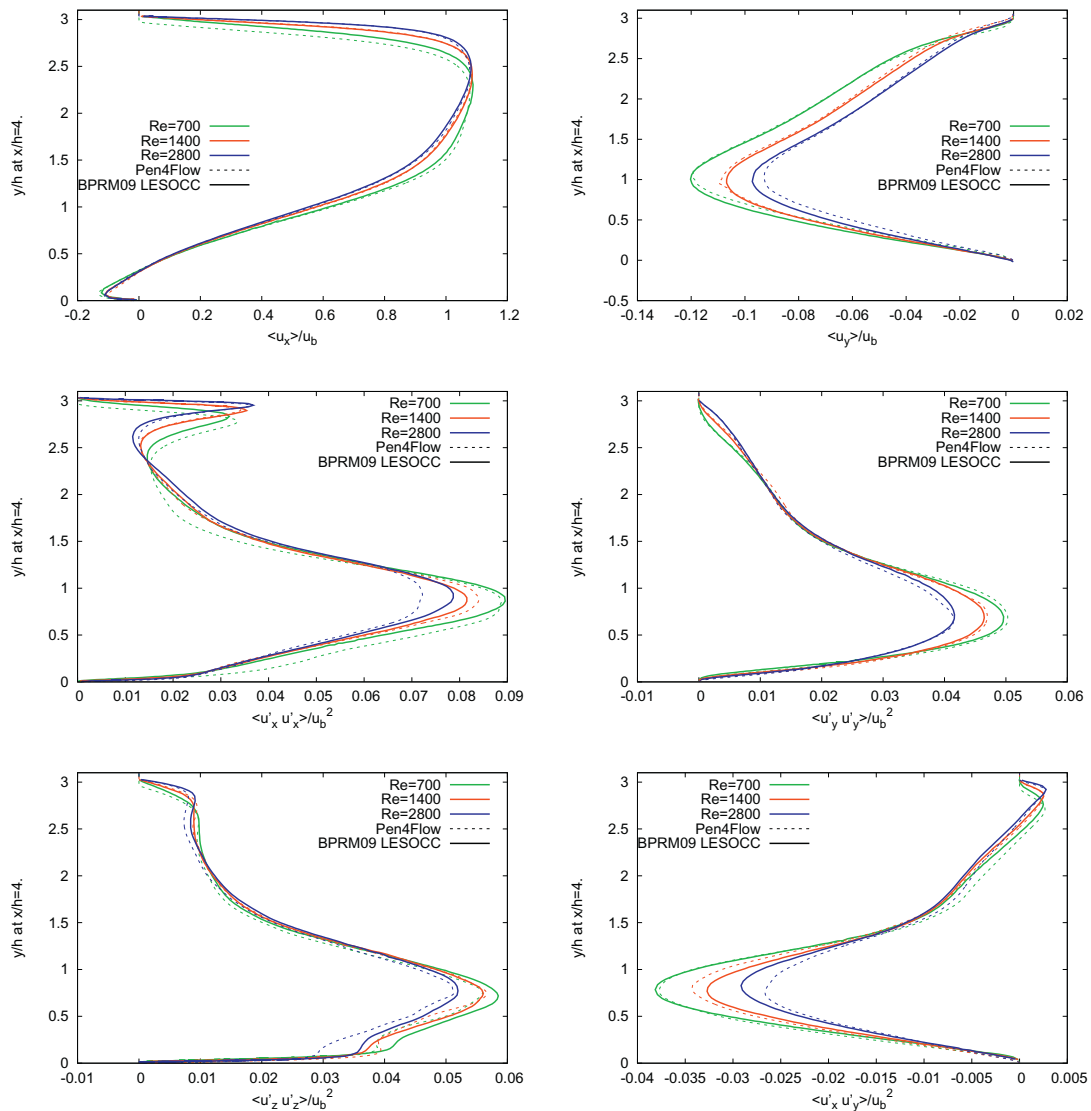 3
2.5
2
1.5
1
0.5
0
y/h at x/h=4.
Re=700
Re=1400
Re=2800
Pen4Flow
BPRM09 LESOCC
-0.2 0 0.2 0.4 0.6 0.8 1 1.2
<u_x>/u_b
3
2.5
2
1.5
1
0.5
0
-0.5
y/h at x/h=4.
Re=700
Re=1400
Re=2800
Pen4Flow
BPRM09 LESOCC
-0.14 -0.12 -0.1 -0.08 -0.06 -0.04 -0.02 0 0.02
<u_y>/u_b
3
2.5
2
1.5
1
0.5
0
y/h at x/h=4.
Re=700
Re=1400
Re=2800
Pen4Flow
BPRM09 LESOCC
0 0.01 0.02 0.03 0.04 0.05 0.06 0.07 0.08 0.09
<u'_x u'_x>/u_b^2
3
2.5
2
1.5
1
0.5
0
y/h at x/h=4.
Re=700
Re=1400
Re=2800
Pen4Flow
BPRM09 LESOCC
-0.01 0 0.01 0.02 0.03 0.04 0.05 0.06
<u'_y u'_y>/u_b^2
3
2.5
2
1.5
1
0.5
0
y/h at x/h=4.
Re=700
Re=1400
Re=2800
Pen4Flow
BPRM09 LESOCC
-0.01 0 0.01 0.02 0.03 0.04 0.05 0.06
<u'_z u'_z>/u_b^2
3
2.5
2
1.5
1
0.5
0
y/h at x/h=4.
Re=700
Re=1400
Re=2800
Pen4Flow
BPRM09 LESOCC
-0.04 -0.035 -0.03 -0.025 -0.02 -0.015 -0.01 -0.005 0 0.005
<u'_x u'_y>/u_b^2